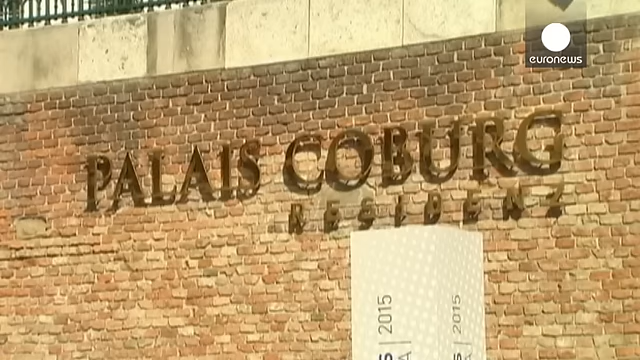 euronews
PALAIS COBURG
RESIDENZ
| 2015
| 2015